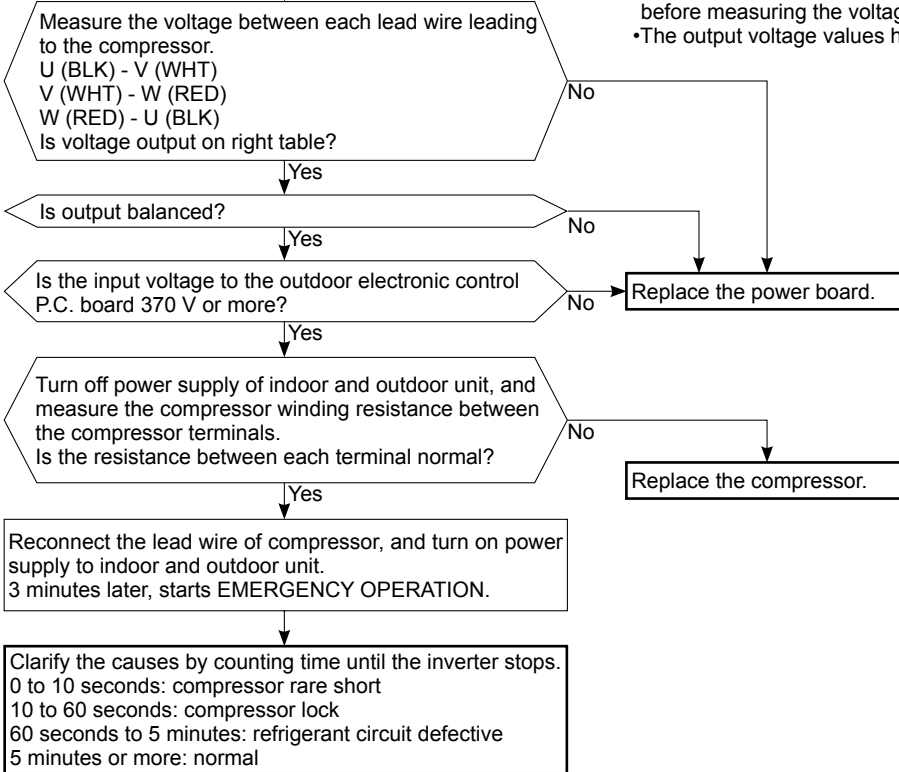 Measure the voltage between each lead wire leading
to the compressor.
U (BLK) - V (WHT)
V (WHT) - W (RED)
W (RED) - U (BLK)
Is voltage output on right table?
before measuring the
•The output voltage values
No
Yes
Is output balanced?
No
Yes
Is the input voltage to the outdoor electronic control
P.C. board 370 V or more?
No
Replace the power board.
Yes
Turn off power supply of indoor and outdoor unit, and
measure the compressor winding resistance between
the compressor terminals.
Is the resistance between each terminal normal?
No
Replace the compressor.
Yes
Reconnect the lead wire of compressor, and turn on power
supply to indoor and outdoor unit.
3 minutes later, starts EMERGENCY OPERATION.
Clarify the causes by counting time until the inverter stops.
0 to 10 seconds: compressor rare short
10 to 60 seconds: compressor lock
60 seconds to 5 minutes: refrigerant circuit defective
5 minutes or more: normal